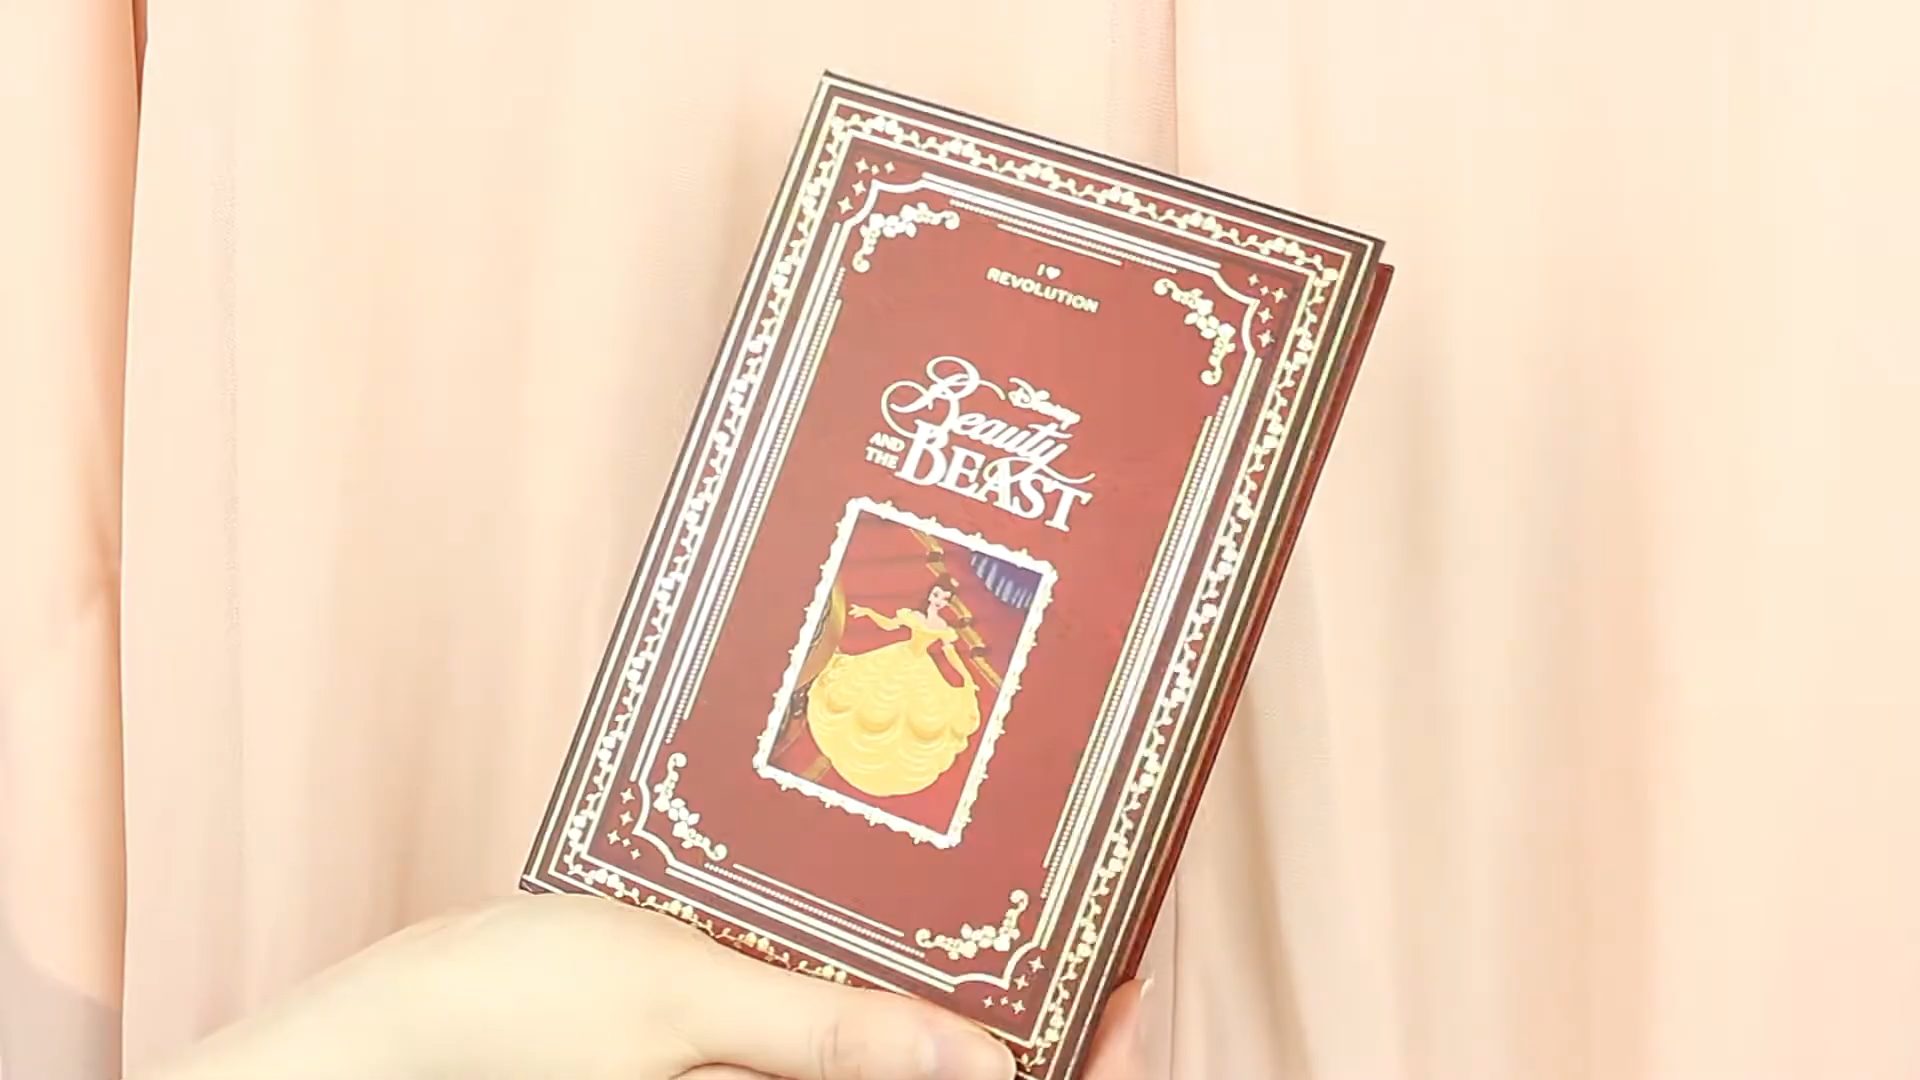 I ♥
REVOLUTION
Disney
Beauty
AND
THE BEAST